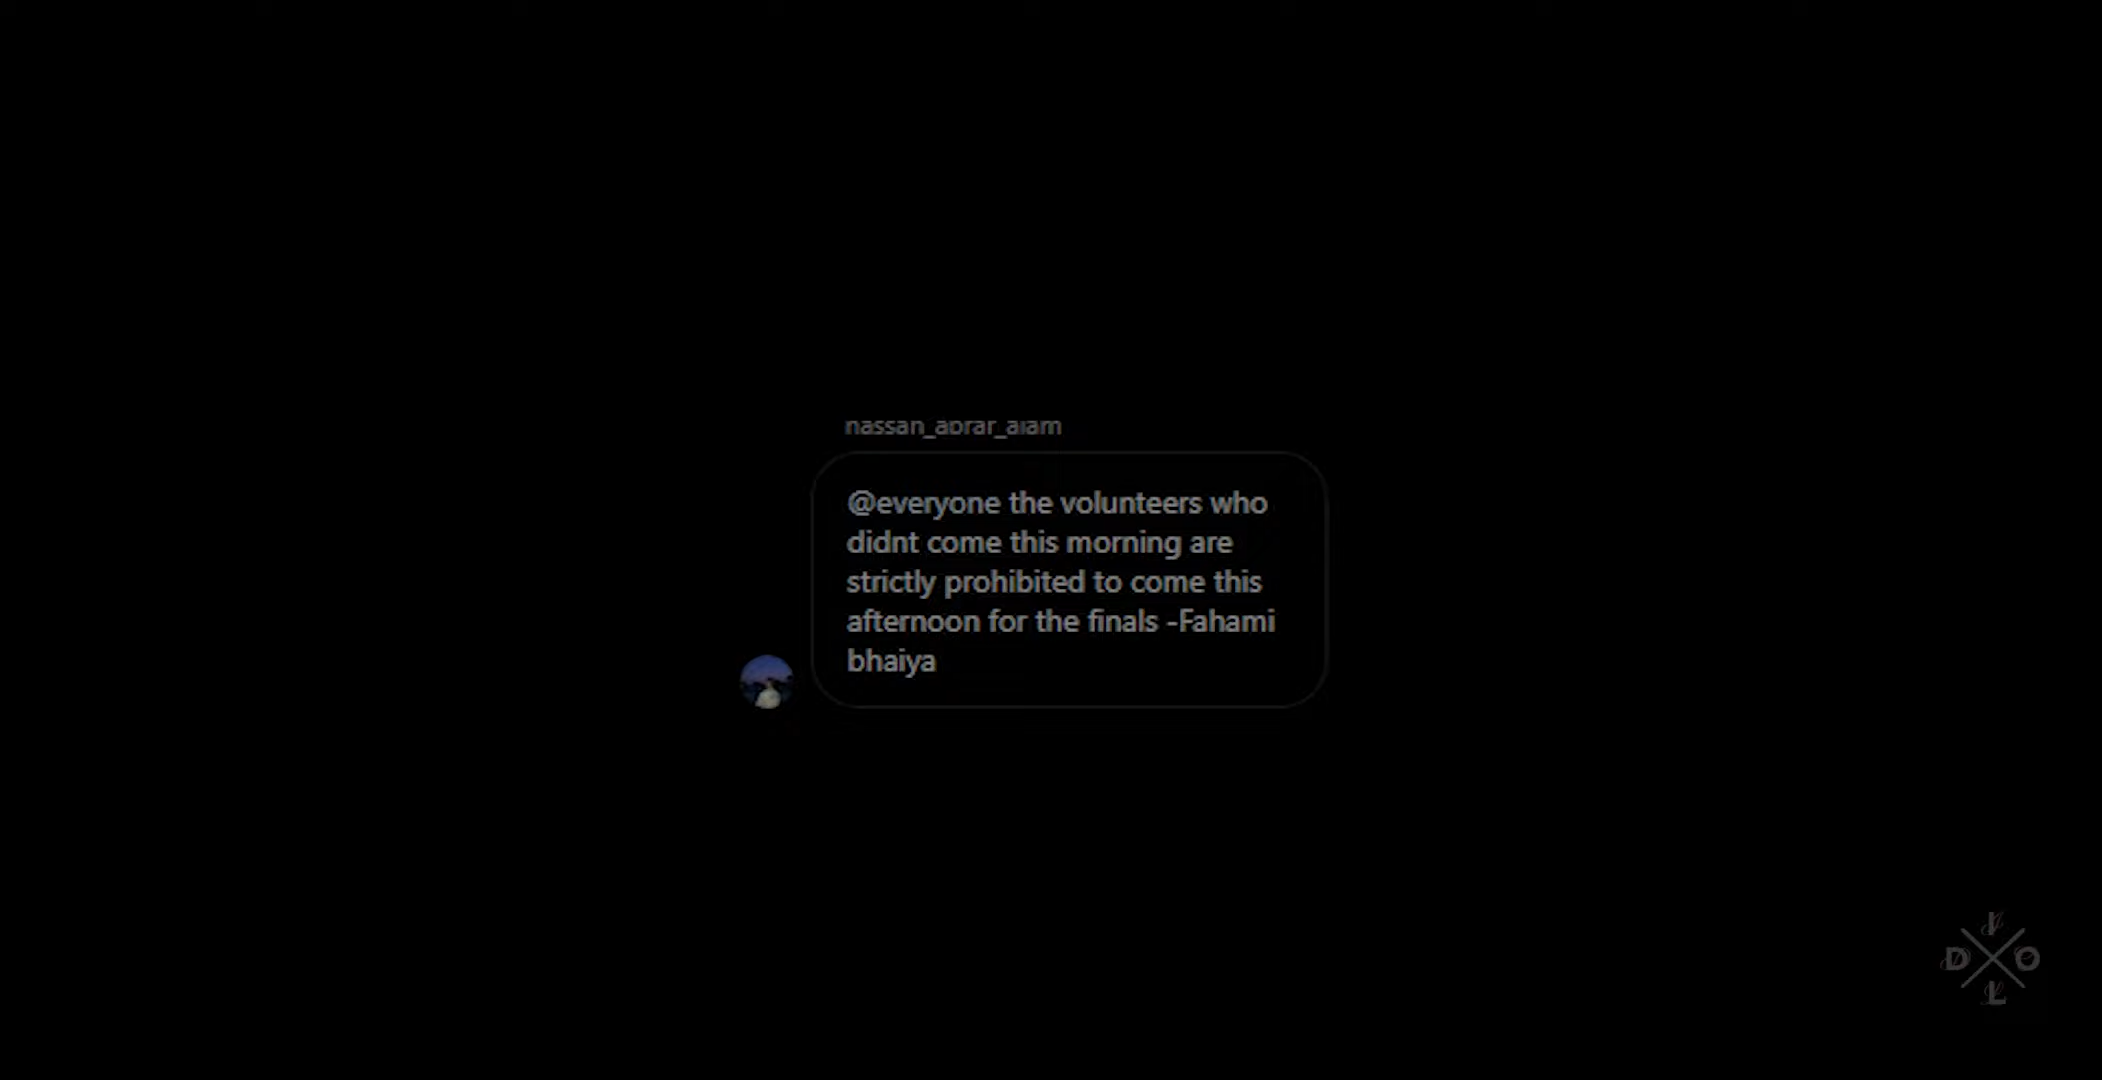 hassan_abrar_alam
@everyone the volunteers who
didnt come this morning are
strictly prohibited to come this
afternoon for the finals -Fahami
bhaiya
I
D O
L